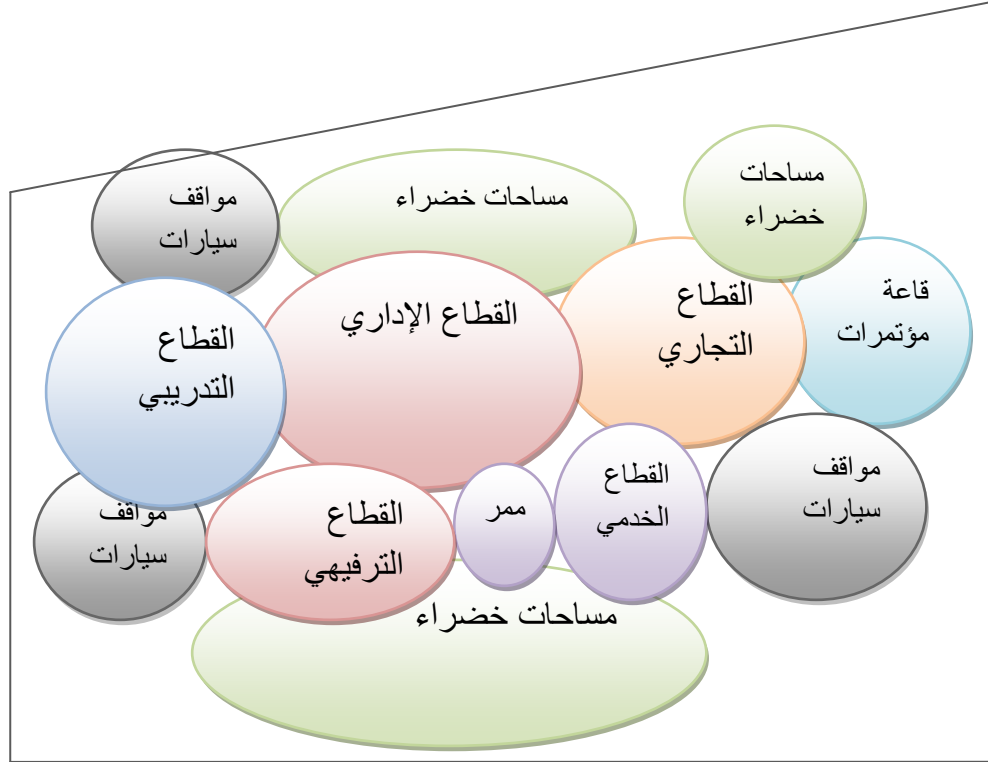 مساحات
خضراء
مساحات خضراء
مواقف
سيارات
قاعة
مؤتمرات
القطاع
التجاري
القطاع الإداري
القطاع
التدريبي
مواقف
سيارات
القطاع
الخدمي
ممر
القطاع
الترفيهي
مواقف
سيارات
مساحات خضراء